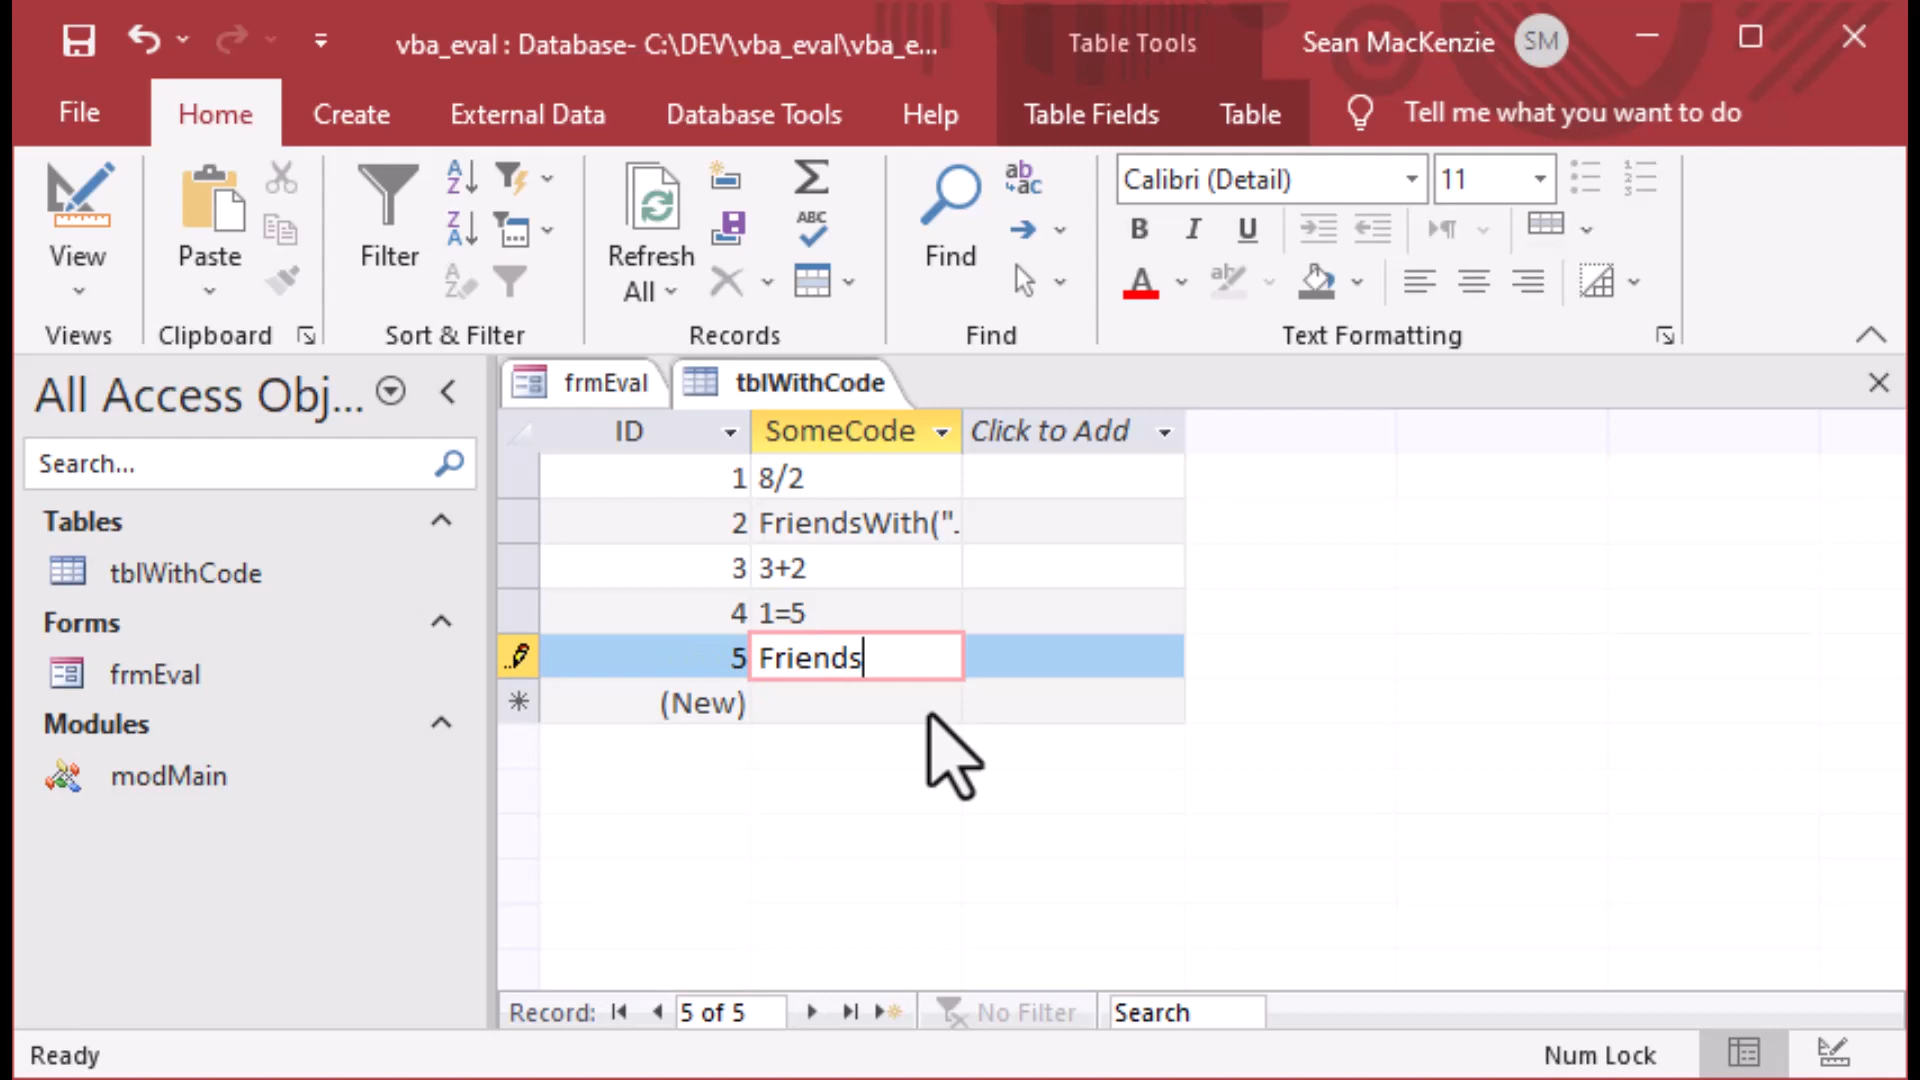 vba_eval : Database- C:\DEV\vba_eval\vba_e...
Table Tools
Sean MacKenzie
SM
File
Home
Create
External Data
Database Tools
Help
Table Fields
Table
Tell me what you want to do
View
Paste
Filter
Refresh
All
Find
Calibri (Detail)
11
B I U
Views
Clipboard
Sort & Filter
Records
Find
Text Formatting
All Access Obj...
Search...
Tables
tblWithCode
Forms
frmEval
Modules
modMain
frmEval
tblWithCode
ID SomeCode Click to Add
1 8/2
2 FriendsWith(".
3 3+2
4 1=5
5 Friends
(New)
Record: 5 of 5 No Filter Search
Ready
Num Lock